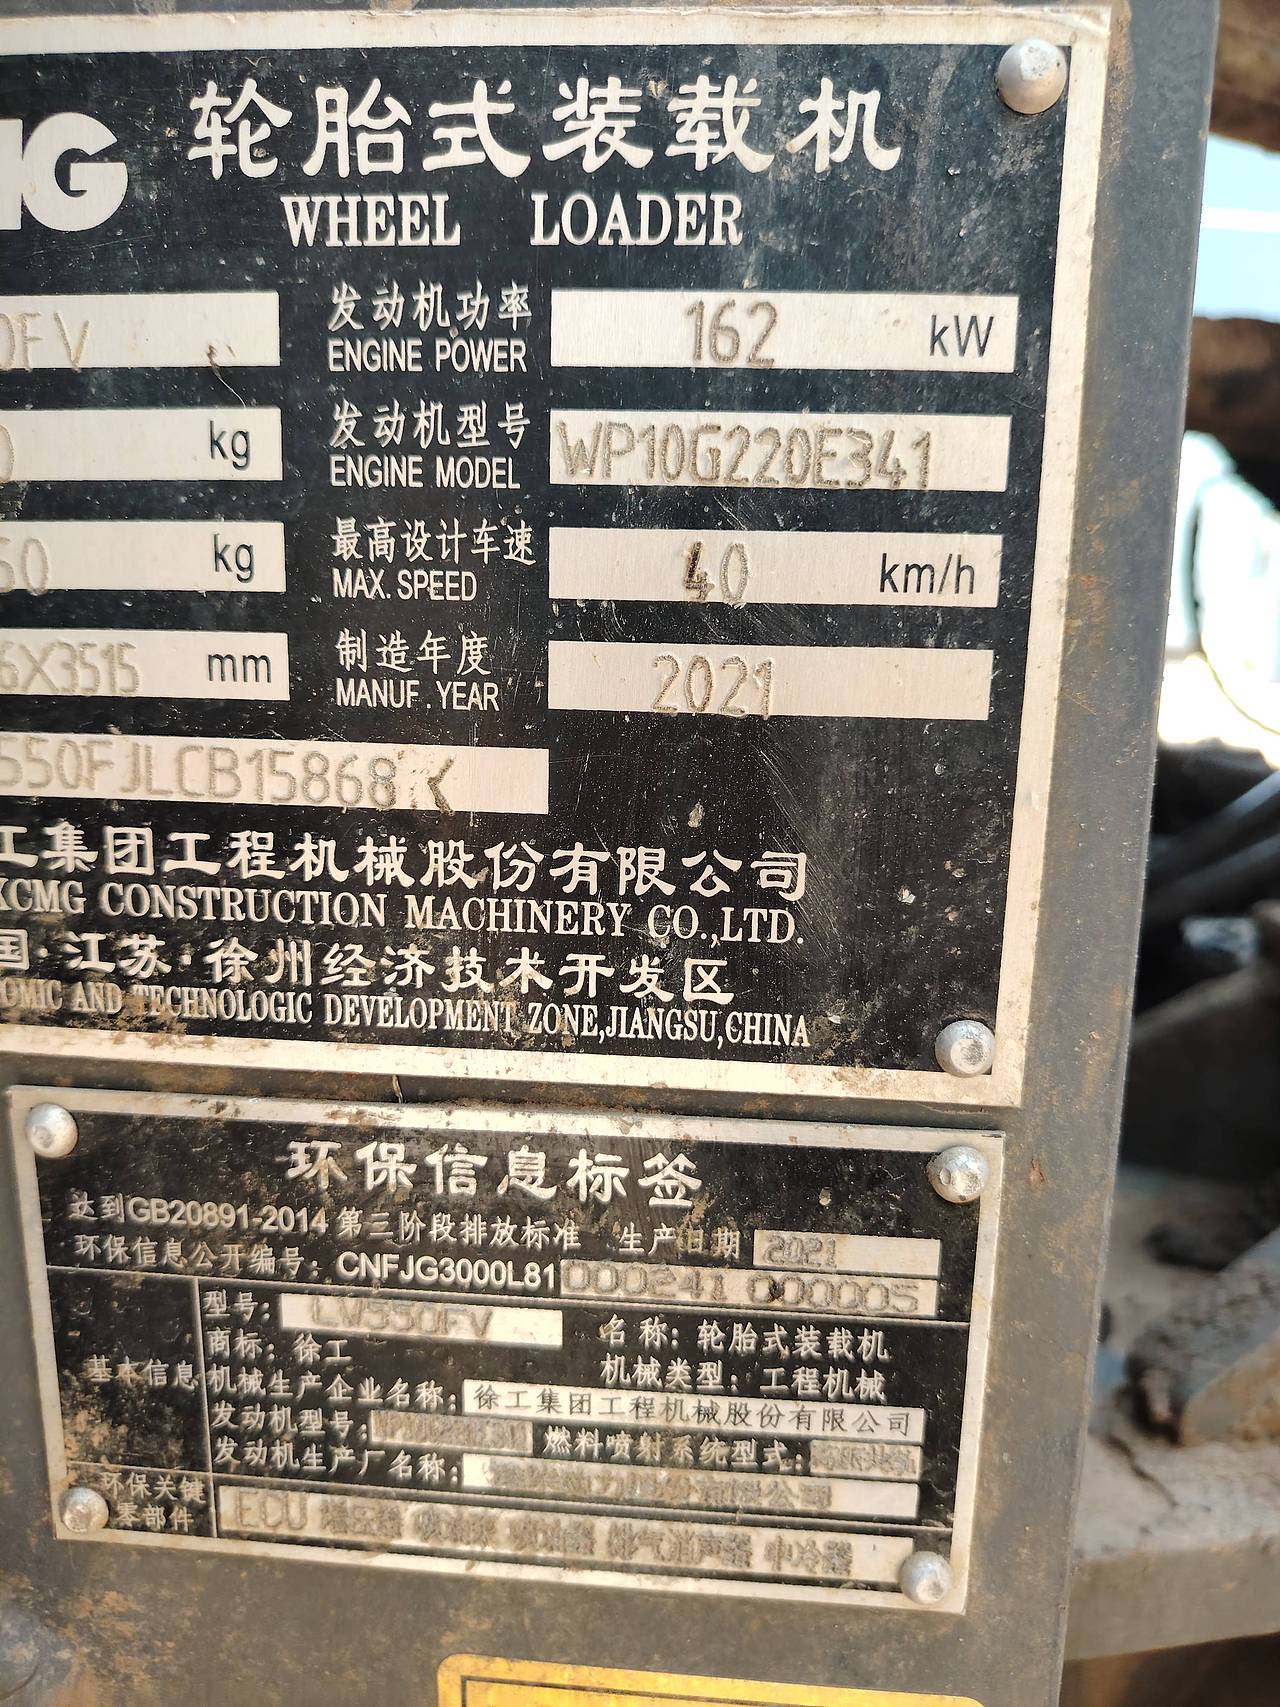 轮胎式装载机
WHEEL LOADER
0FV 发动机功率 162 kW
ENGINE POWER
0 kg 发动机型号 WP10G220E341
ENGINE MODEL
50 kg 最高设计车速 40 km/h
MAX. SPEED
6X3515 mm 制造年度 2021
MANUF. YEAR
550FJLCB15868
工集团工程机械股份有限公司
XCMG CONSTRUCTION MACHINERY CO.,LTD.
国·江苏·徐州经济技术开发区
OMIC AND TECHNOLOGIC DEVELOPMENT ZONE,JIANGSU,CHINA
环保信息标签
达到GB20891-2014 第三阶段排放标准 生产日期 2021
环保信息公开编号: CNFJG3000L81 000241 000005
基本信息
型号: LW550FV 名称: 轮胎式装载机
商标: 徐工 机械类型: 工程机械
机械生产企业名称: 徐工集团工程机械股份有限公司
发动机型号: 燃料喷射系统型式:
发动机生产厂名称:
环保关键
零部件
ECU 增压器 排气消声器 中冷器